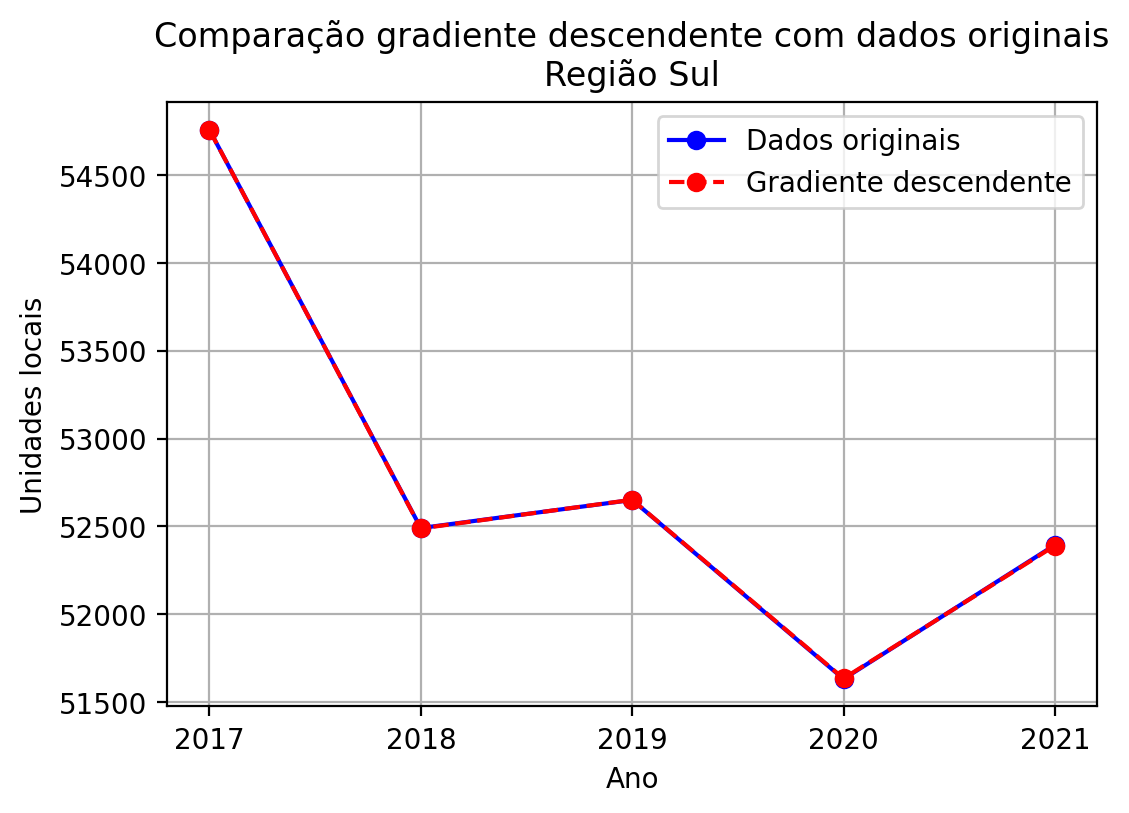 Comparação gradiente descendente com dados originais
Região Sul
Dados originais
Gradiente descendente
54500
54000
53500
53000
52500
52000
51500
Unidades locais
2017
2018
2019
2020
2021
Ano